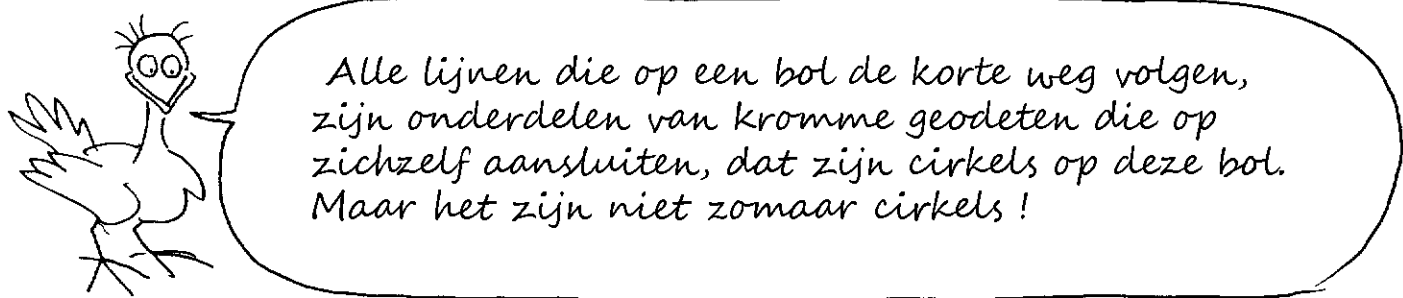 Alle lijnen die op een bol de korte weg volgen,
zijn onderdelen van kromme geodeten die op
zichzelf aansluiten, dat zijn cirkels op deze bol.
Maar het zijn niet zomaar cirkels !